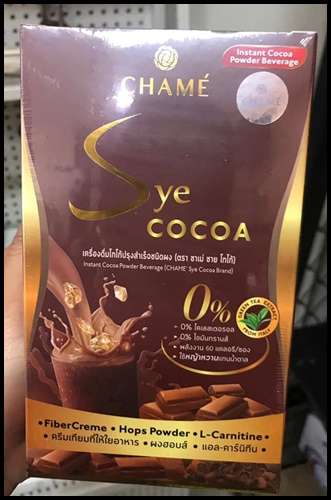 Instant Cocoa
Powder Beverage
CHAMÉ
CHAMÉ
Sye
COCOA
เครื่องดื่มโกโก้ปรุงสำเร็จชนิดผง (ตรา ชาเม่ ซาย โกโก้)
Instant Cocoa Powder Beverage (CHAMÉ Sye Cocoa Brand)
0%
0% โคเลสเตอรอล
0% ไขมันทรานส์
พลังงาน 60 แคลอรี/ซอง
ใช้หญ้าหวานแทนน้ำตาล
GREEN TEA EXTRACT
FROM ITALY
• FiberCreme • Hops Powder • L-Carnitine •
• ครีมเทียมที่ให้ใยอาหาร • ผงฮอบส์ • แอล-คาร์นิทีน